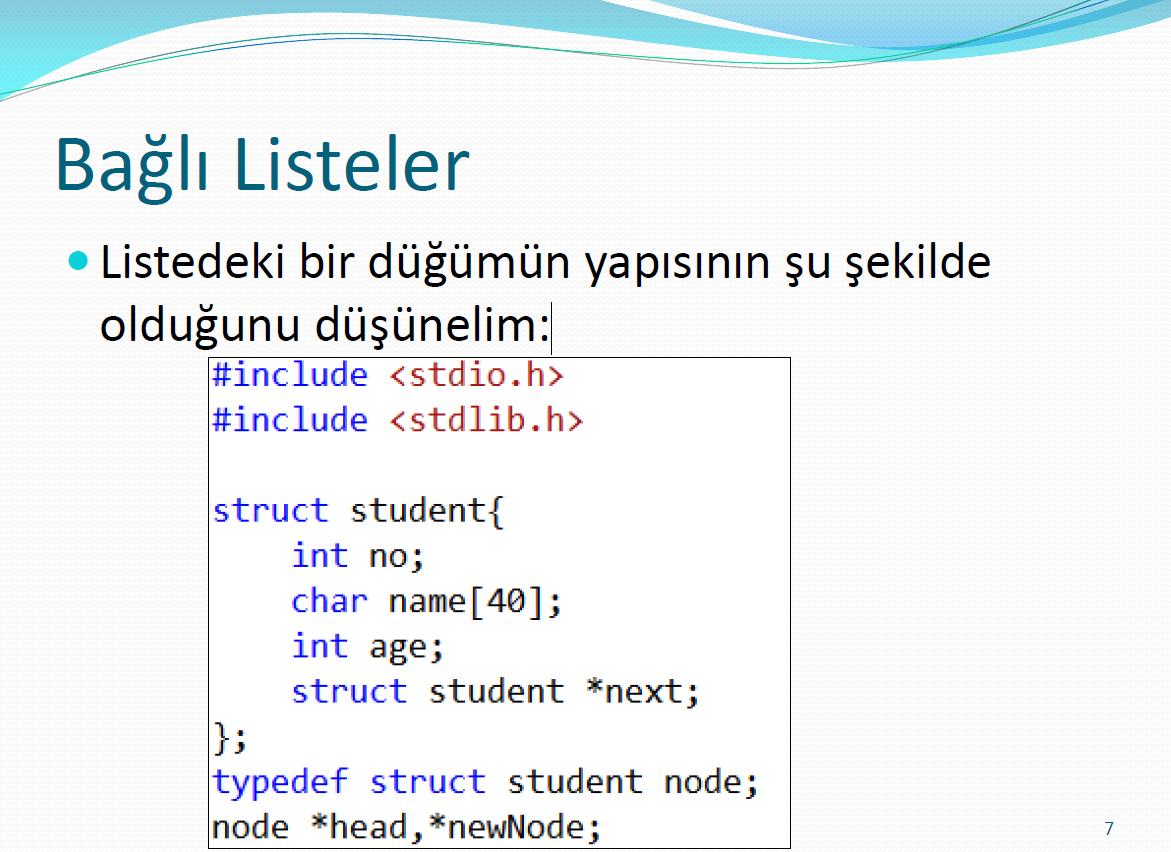 Bağlı Listeler
Listedeki bir düğümün yapısının şu şekilde
olduğunu düşünelim:
#include <stdio.h>
#include <stdlib.h>
struct student{
    int no;
    char name[40];
    int age;
    struct student *next;
};
typedef struct student node;
node *head,*newNode;
7